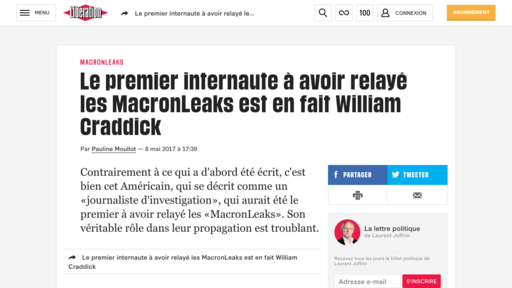 MENU
Libération
Le premier internaute à avoir relayé le...
100
CONNEXION
ABONNEMENT
MACRONLEAKS
Le premier internaute à avoir relayé
les MacronLeaks est en fait William
Craddick
Par Pauline Moullot — 8 mai 2017 à 17:39
Contrairement à ce qui a d'abord été écrit, c'est
bien cet Américain, qui se décrit comme un
«journaliste d'investigation», qui aurait été le
premier à avoir relayé les «MacronLeaks». Son
véritable rôle dans leur propagation est troublant.
Le premier internaute à avoir relayé les MacronLeaks est en fait William
Craddick
PARTAGER
TWEETER
La lettre politique
de Laurent Joffrin
Recevez tous les jours le billet politique de
Laurent Joffrin
Adresse e-mail
S'INSCRIRE